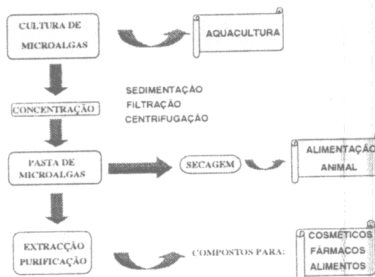 CULTURA DE
MICROALGAS
AQUACULTURA
SEDIMENTAÇÃO
FILTRAÇÃO
CENTRIFUGAÇÃO
CONCENTRAÇÃO
PASTA DE
MICROALGAS
SECAGEM
ALIMENTAÇÃO
ANIMAL
EXTRACÇÃO
PURIFICAÇÃO
COMPOSTOS PARA:
COSMÉTICOS
FÁRMACOS
ALIMENTOS